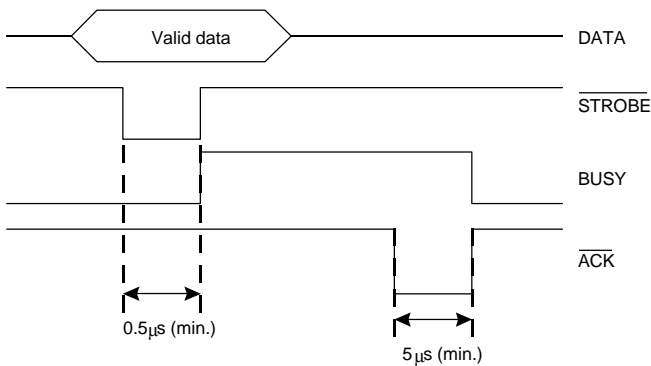 Valid data
DATA
STROBE
BUSY
ACK
0.5μs (min.)
5μs (min.)